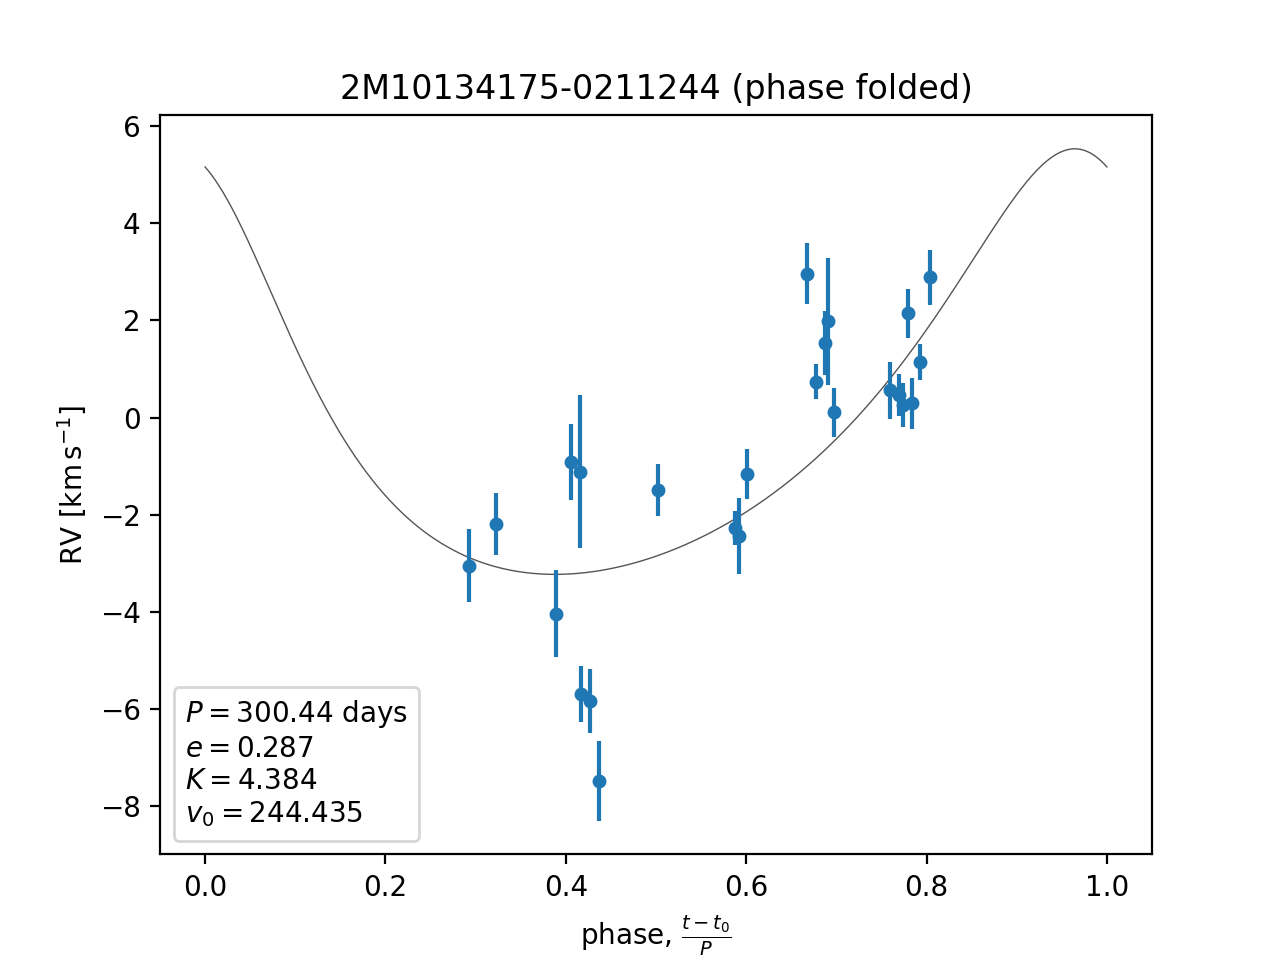 2M10134175-0211244 (phase folded)
6
4
2
0
−2
−4
−6
−8
RV [km s⁻¹]
P = 300.44 days
e = 0.287
K = 4.384
v₀ = 244.435
0.0 0.2 0.4 0.6 0.8 1.0
phase, (t − t₀)/P